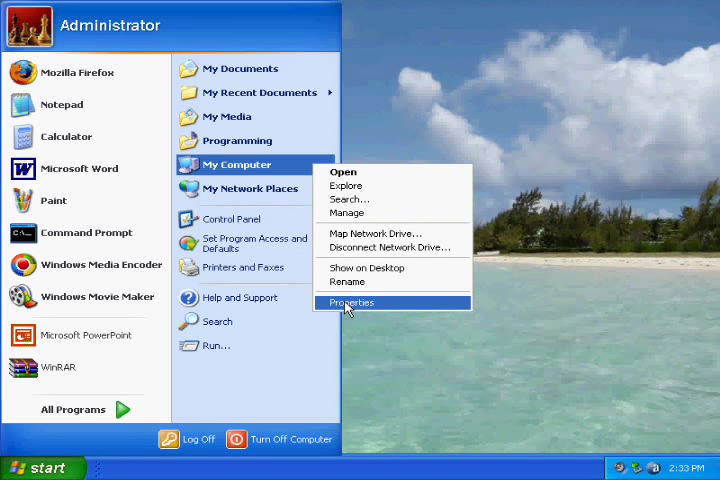 Administrator
Mozilla Firefox
Notepad
Calculator
Microsoft Word
Paint
Command Prompt
Windows Media Encoder
Windows Movie Maker
Microsoft PowerPoint
WinRAR
All Programs
My Documents
My Recent Documents
My Media
Programming
My Computer
My Network Places
Control Panel
Set Program Access and
Defaults
Printers and Faxes
Help and Support
Search
Run...
Open
Explore
Search...
Manage
Map Network Drive...
Disconnect Network Drive...
Show on Desktop
Rename
Properties
Log Off
Turn Off Computer
start
2:33 PM